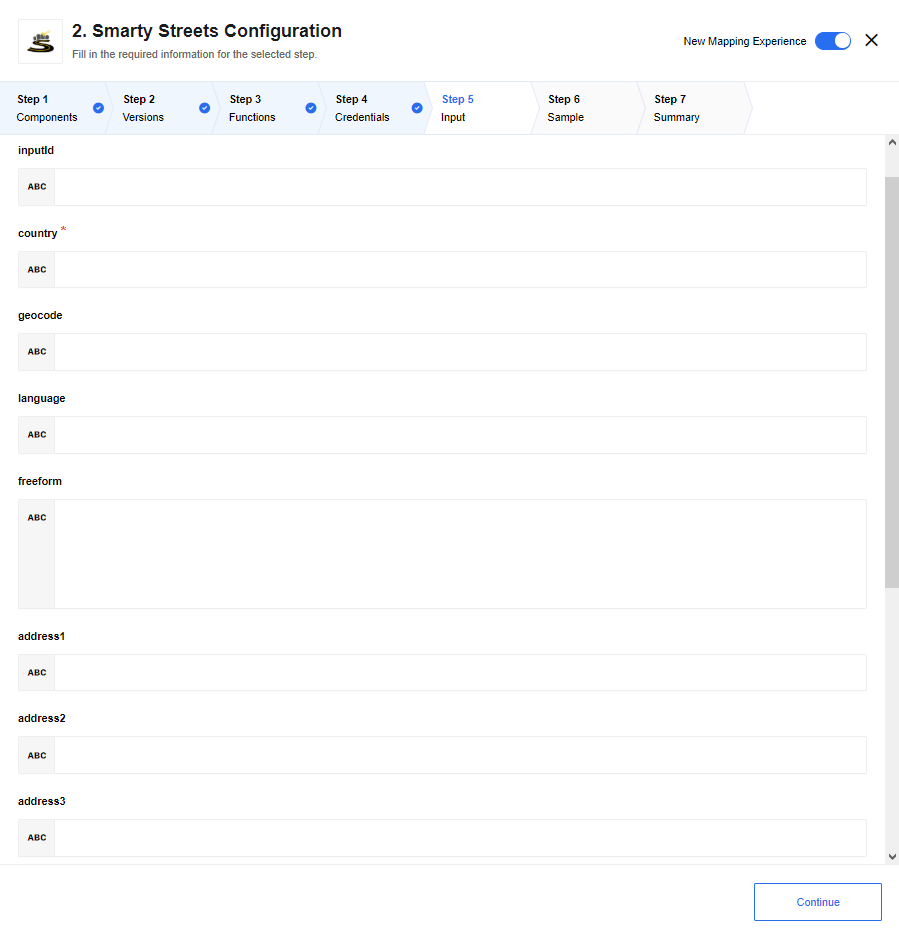 2. Smarty Streets Configuration
Fill in the required information for the selected step.
New Mapping Experience
Step 1
Components
Step 2
Versions
Step 3
Functions
Step 4
Credentials
Step 5
Input
Step 6
Sample
Step 7
Summary
inputId
ABC
country *
ABC
geocode
ABC
language
ABC
freeform
ABC
address1
ABC
address2
ABC
address3
ABC
Continue